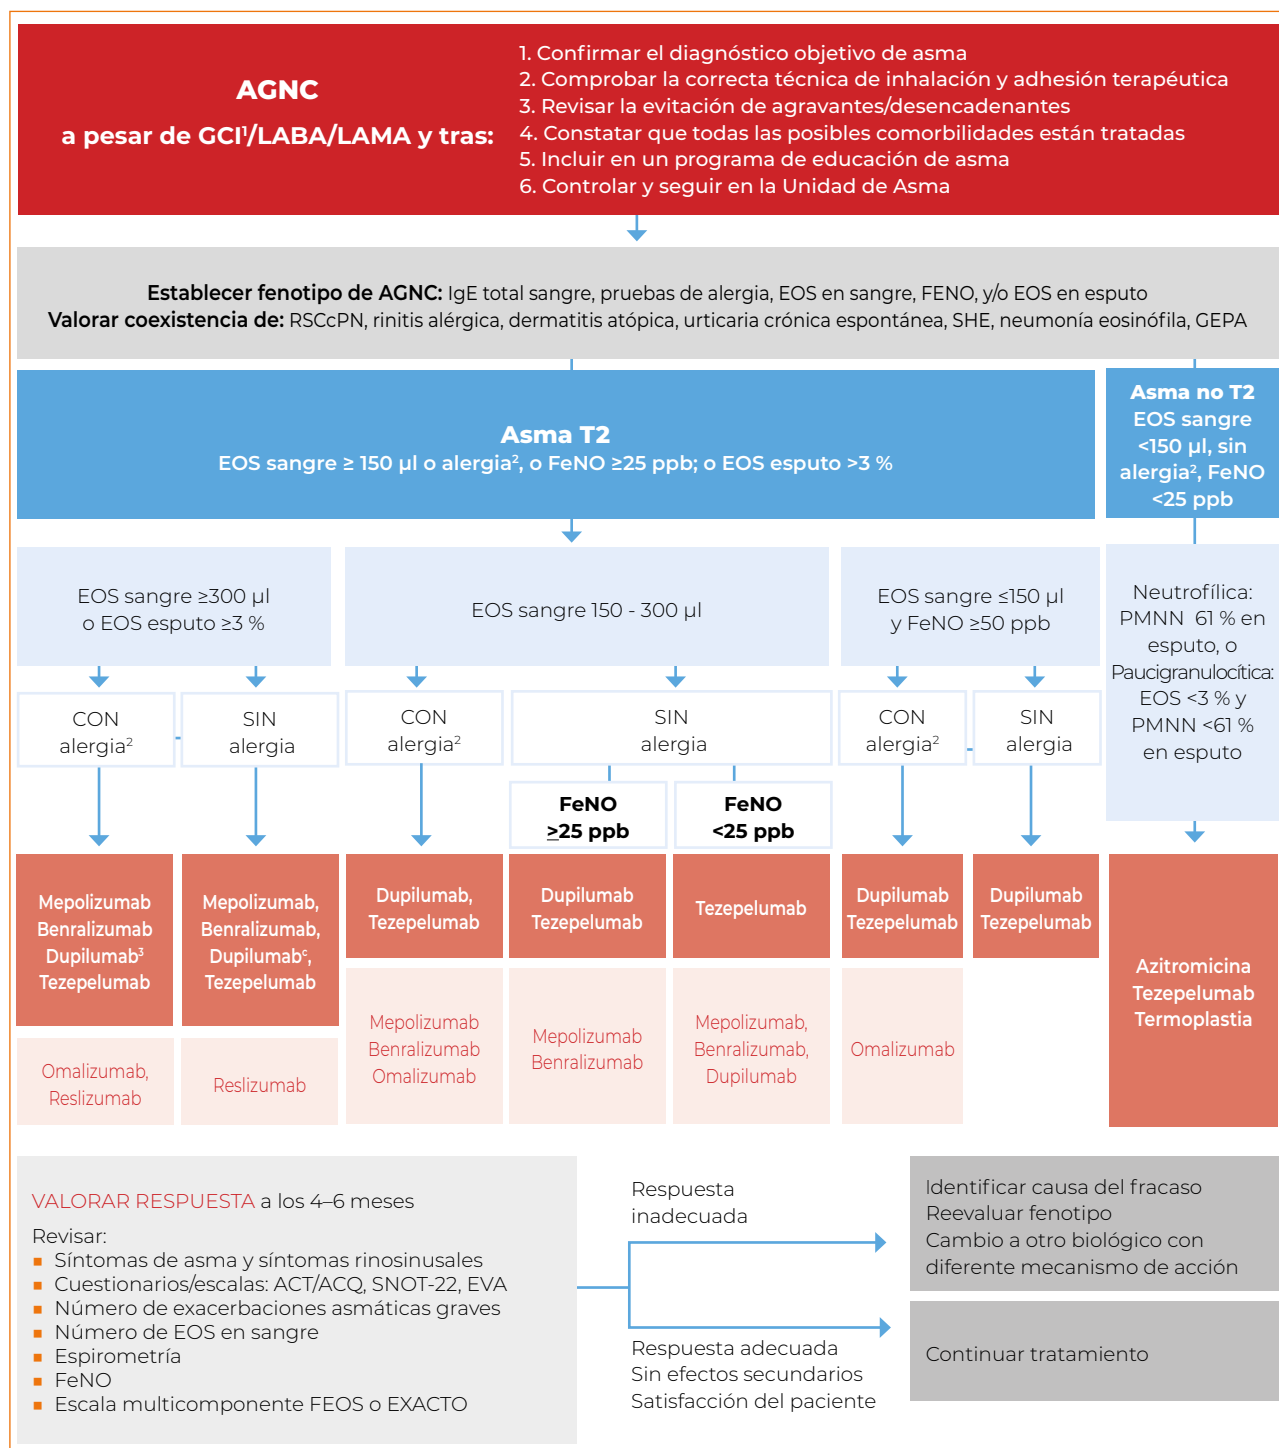 AGNC
a pesar de GCI¹/LABA/LAMA y tras:
1. Confirmar el diagnóstico objetivo de asma
2. Comprobar la correcta técnica de inhalación y adhesión terapéutica
3. Revisar la evitación de agravantes/desencadenantes
4. Constatar que todas las posibles comorbilidades están tratadas
5. Incluir en un programa de educación de asma
6. Controlar y seguir en la Unidad de Asma
Establecer fenotipo de AGNC: IgE total sangre, pruebas de alergia, EOS en sangre, FENO, y/o EOS en esputo
Valorar coexistencia de: RSCcPN, rinitis alérgica, dermatitis atópica, urticaria crónica espontánea, SHE, neumonía eosinófila, GEPA
Asma T2
EOS sangre ≥ 150 µl o alergia², o FeNO ≥25 ppb; o EOS esputo >3 %
Asma no T2
EOS sangre
<150 µl, sin
alergia², FeNO
<25 ppb
EOS sangre ≥300 µl
o EOS esputo ≥3 %
EOS sangre 150 - 300 µl
EOS sangre ≤150 µl
y FeNO ≥50 ppb
Neutrofílica:
PMNN 61 % en
esputo, o
Paucigranulocítica:
EOS <3 % y
PMNN <61 %
en esputo
CON
alergia²
SIN
alergia
CON
alergia²
SIN
alergia
CON
alergia²
SIN
alergia
FeNO
≥25 ppb
FeNO
<25 ppb
Mepolizumab
Benralizumab
Dupilumab³
Tezepelumab
Mepolizumab,
Benralizumab,
Dupilumabᶜ,
Tezepelumab
Dupilumab,
Tezepelumab
Dupilumab
Tezepelumab
Tezepelumab
Dupilumab
Tezepelumab
Dupilumab
Tezepelumab
Azitromicina
Tezepelumab
Termoplastia
Omalizumab,
Reslizumab
Reslizumab
Mepolizumab
Benralizumab
Omalizumab
Mepolizumab
Benralizumab
Mepolizumab,
Benralizumab,
Dupilumab
Omalizumab
VALORAR RESPUESTA a los 4–6 meses
Revisar:
▪ Síntomas de asma y síntomas rinosinusales
▪ Cuestionarios/escalas: ACT/ACQ, SNOT-22, EVA
▪ Número de exacerbaciones asmáticas graves
▪ Número de EOS en sangre
▪ Espirometría
▪ FeNO
▪ Escala multicomponente FEOS o EXACTO
Respuesta
inadecuada
Identificar causa del fracaso
Reevaluar fenotipo
Cambio a otro biológico con
diferente mecanismo de acción
Respuesta adecuada
Sin efectos secundarios
Satisfacción del paciente
Continuar tratamiento